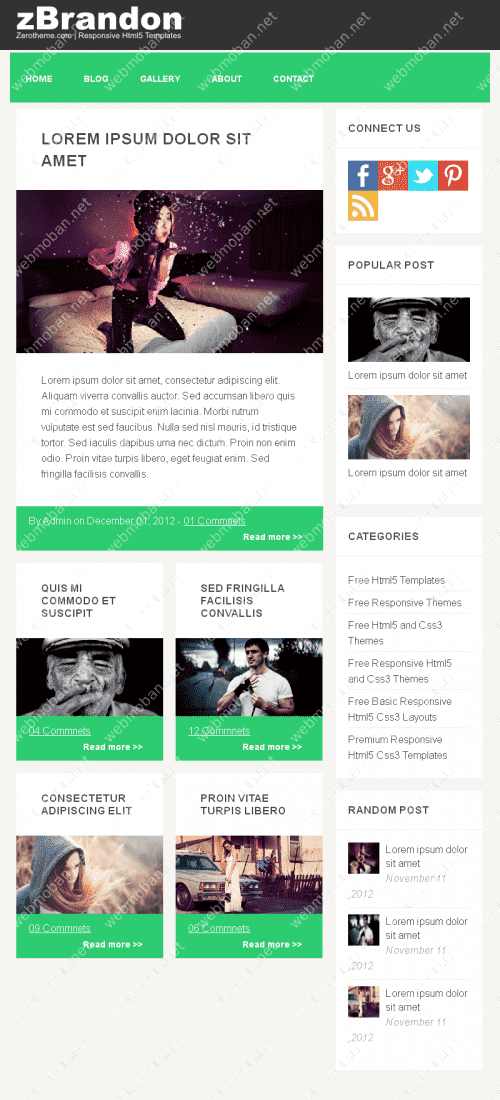 zBrandon
Zerotheme.com | Responsive Html5 Templates
HOME BLOG GALLERY ABOUT CONTACT
LOREM IPSUM DOLOR SIT
AMET
Lorem ipsum dolor sit amet, consectetur adipiscing elit.
Aliquam viverra convallis auctor. Sed accumsan libero quis
mi commodo et suscipit enim lacinia. Morbi rutrum
vulputate est sed faucibus. Nulla sed nisl mauris, id tristique
tortor. Sed iaculis dapibus urna nec dictum. Proin non enim
odio. Proin vitae turpis libero, eget feugiat enim. Sed
fringilla facilisis convallis.
By Admin on December 01, 2012 - 01 Commnets
Read more >>
QUIS MI
COMMODO ET
SUSCIPIT
04 Commnets
Read more >>
SED FRINGILLA
FACILISIS
CONVALLIS
12 Commnets
Read more >>
CONSECTETUR
ADIPISCING ELIT
09 Commnets
Read more >>
PROIN VITAE
TURPIS LIBERO
06 Commnets
Read more >>
CONNECT US
POPULAR POST
Lorem ipsum dolor sit amet
Lorem ipsum dolor sit amet
CATEGORIES
Free Html5 Templates
Free Responsive Themes
Free Html5 and Css3
Themes
Free Responsive Html5
and Css3 Themes
Free Basic Responsive
Html5 Css3 Layouts
Premium Responsive
Html5 Css3 Templates
RANDOM POST
Lorem ipsum dolor
sit amet
November 11
,2012
Lorem ipsum dolor
sit amet
November 11
,2012
Lorem ipsum dolor
sit amet
November 11
,2012
webmoban.net